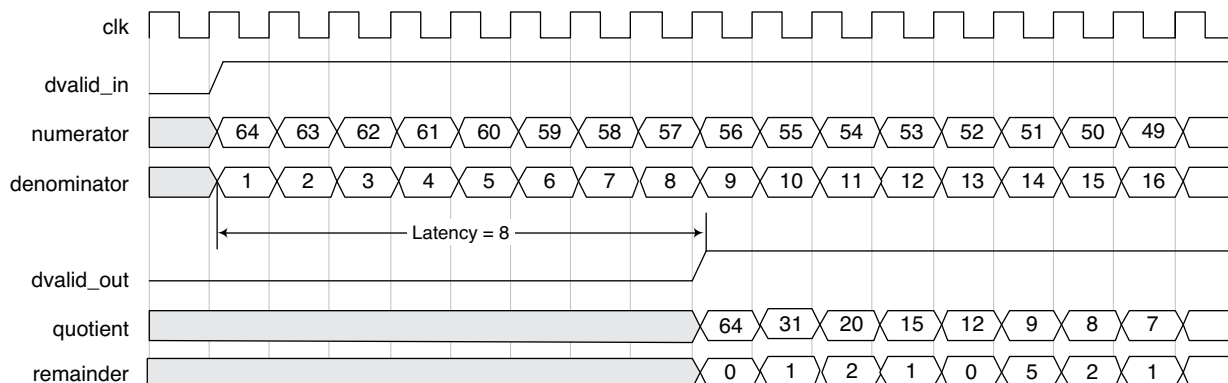 clk
dvalid_in
numerator 64 63 62 61 60 59 58 57 56 55 54 53 52 51 50 49
denominator 1 2 3 4 5 6 7 8 9 10 11 12 13 14 15 16
Latency = 8
dvalid_out
quotient 64 31 20 15 12 9 8 7
remainder 0 1 2 1 0 5 2 1